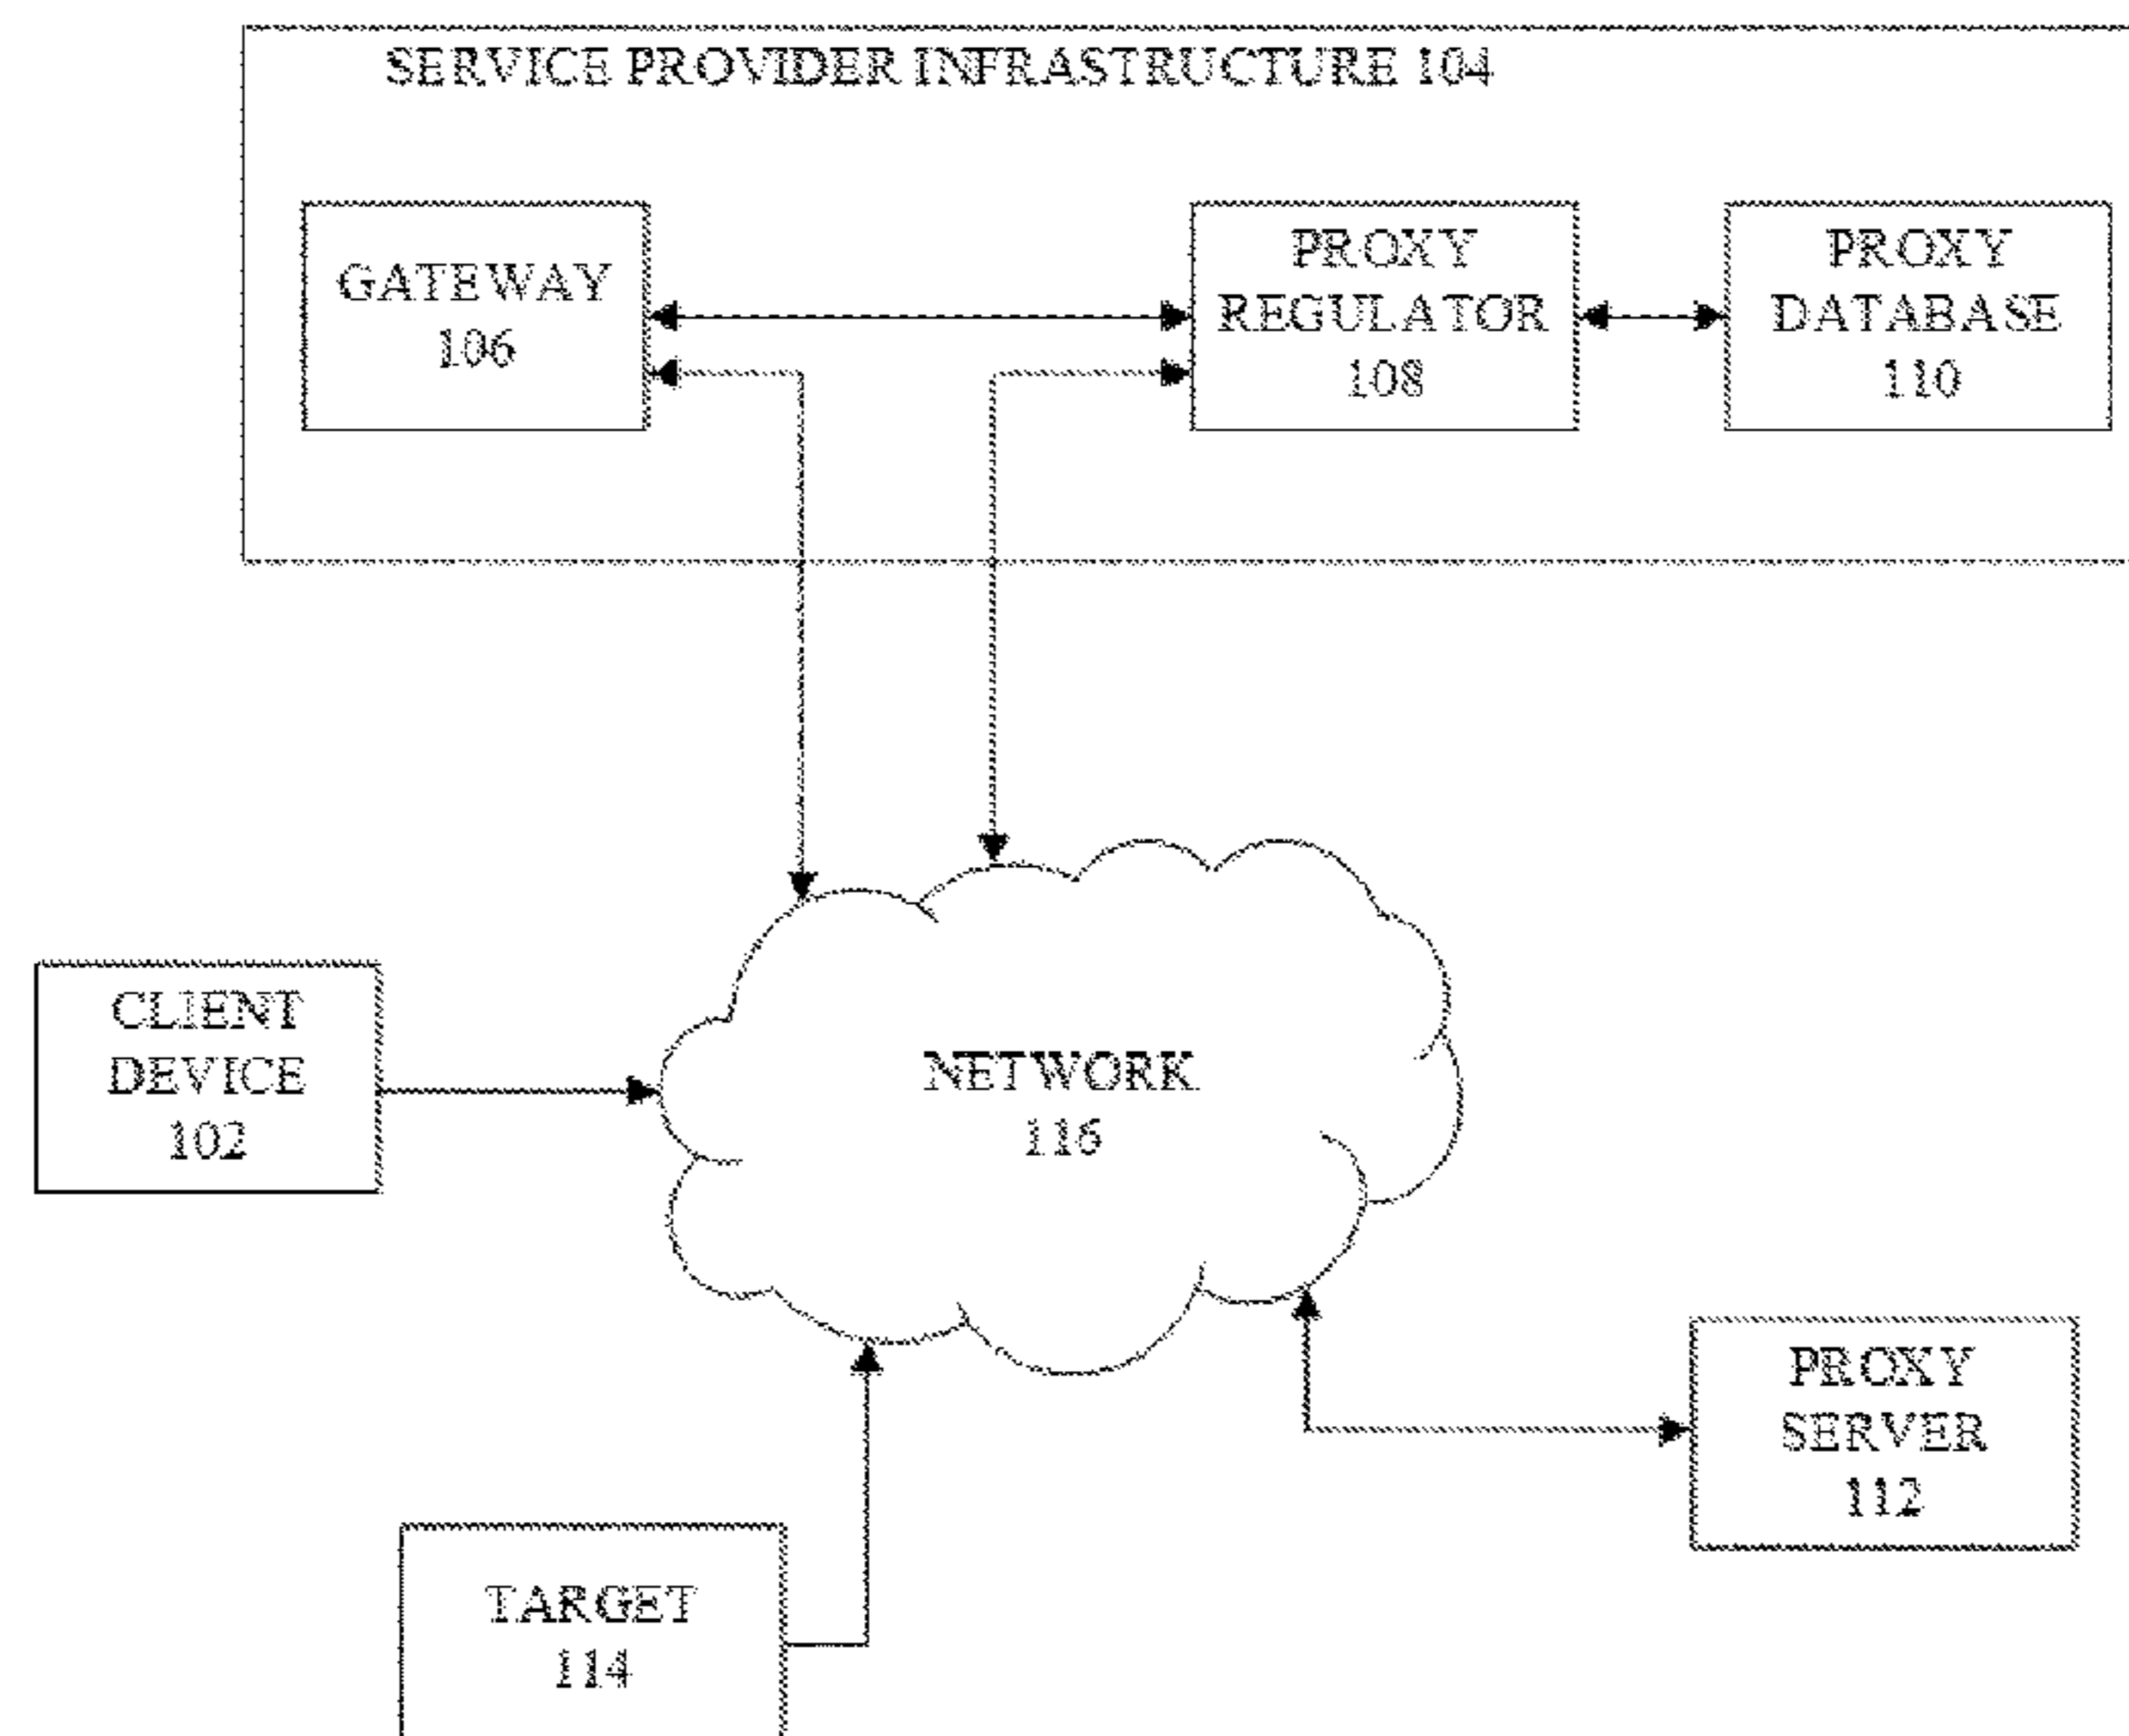 SERVICE PROVIDER INFRASTRUCTURE 104
GATEWAY
106
PROXY
REGULATOR
108
PROXY
DATABASE
110
CLIENT
DEVICE
102
NETWORK
116
PROXY
SERVER
112
TARGET
114